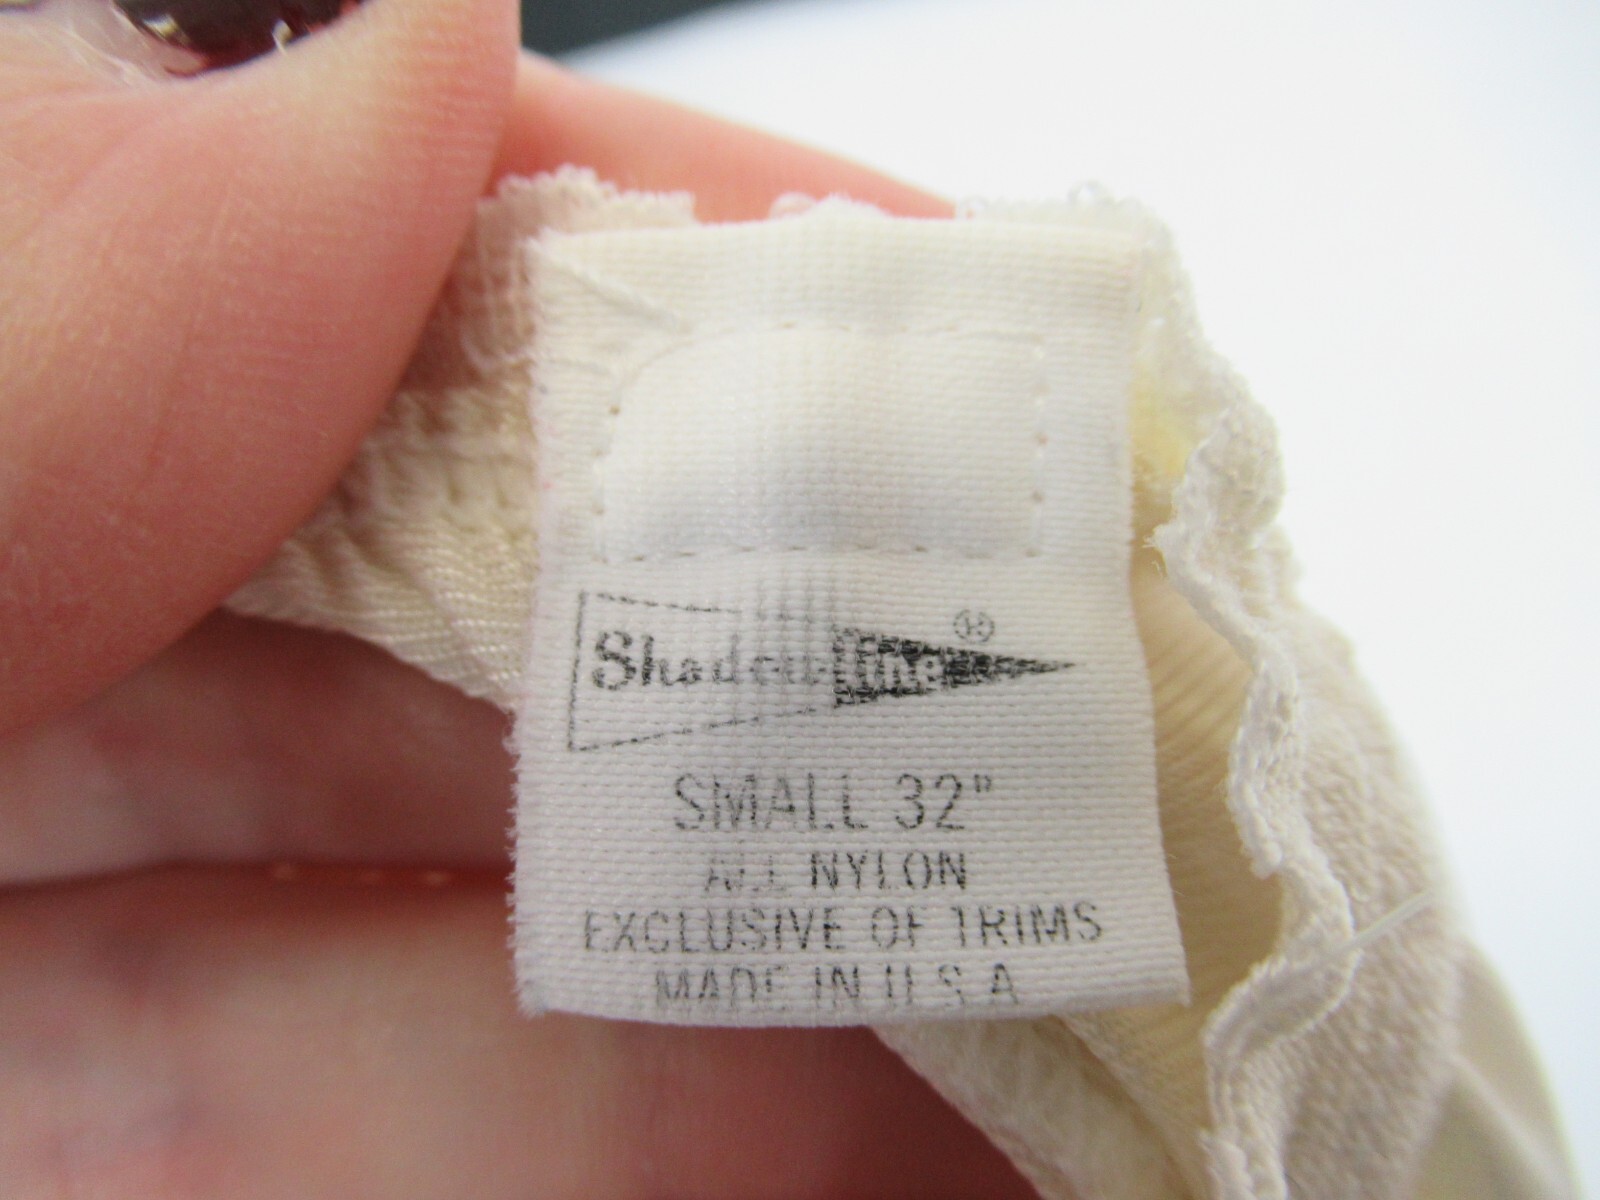 Shadowline®
SMALL 32"
ALL NYLON
EXCLUSIVE OF TRIMS
MADE IN U.S.A